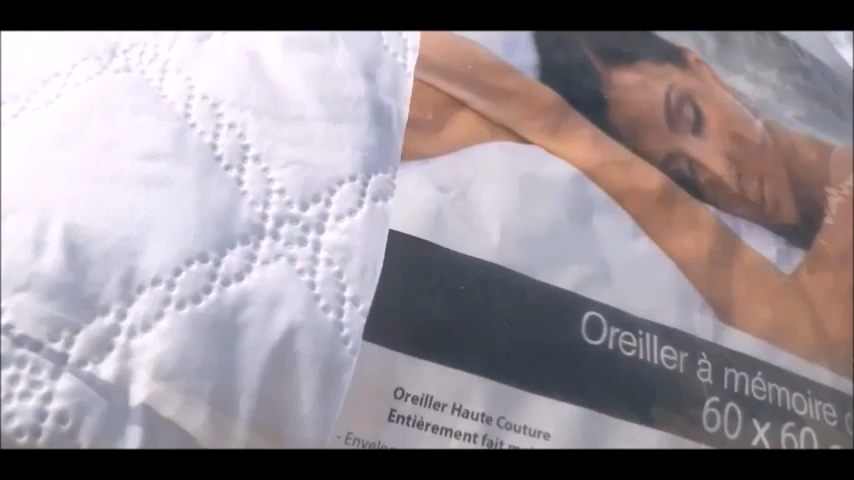 Oreiller à mémoire
60 x 60
Oreiller Haute Couture
Entièrement fait
-